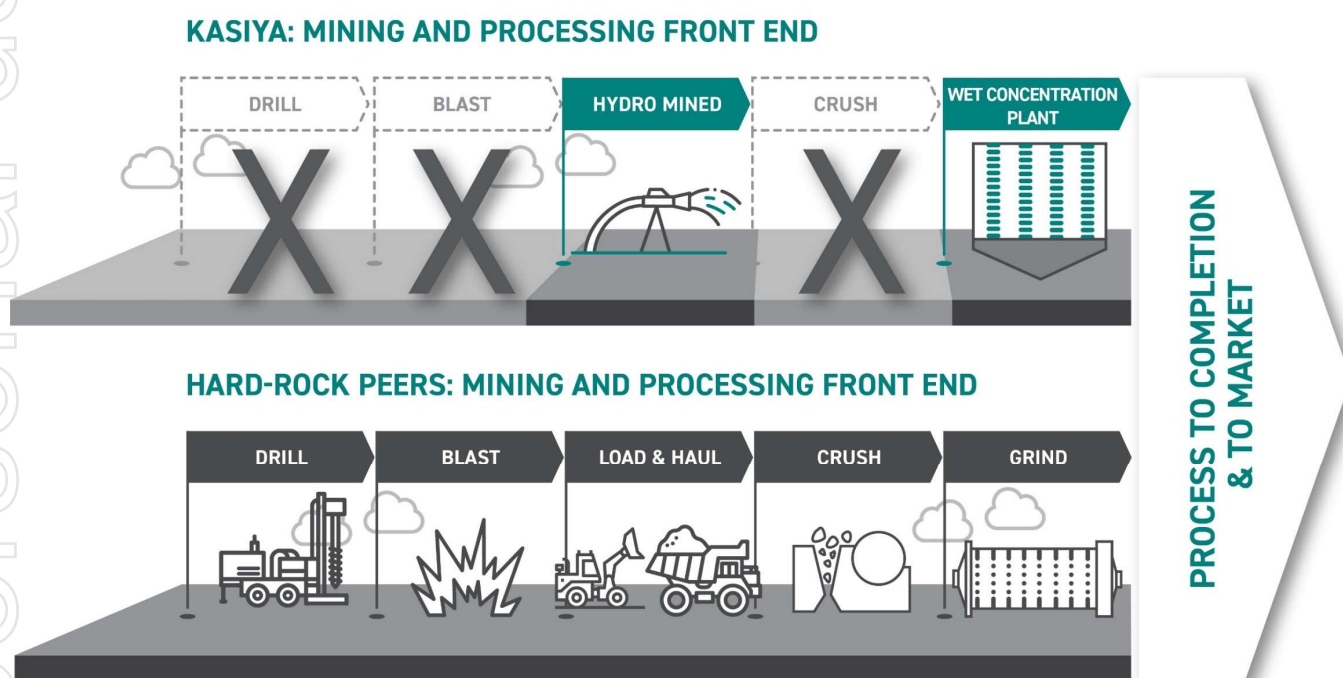 KASIYA: MINING AND PROCESSING FRONT END
DRILL
BLAST
HYDRO MINED
CRUSH
WET CONCENTRATION
PLANT
X
X
X
HARD-ROCK PEERS: MINING AND PROCESSING FRONT END
DRILL
BLAST
LOAD & HAUL
CRUSH
GRIND
PROCESS TO COMPLETION
& TO MARKET